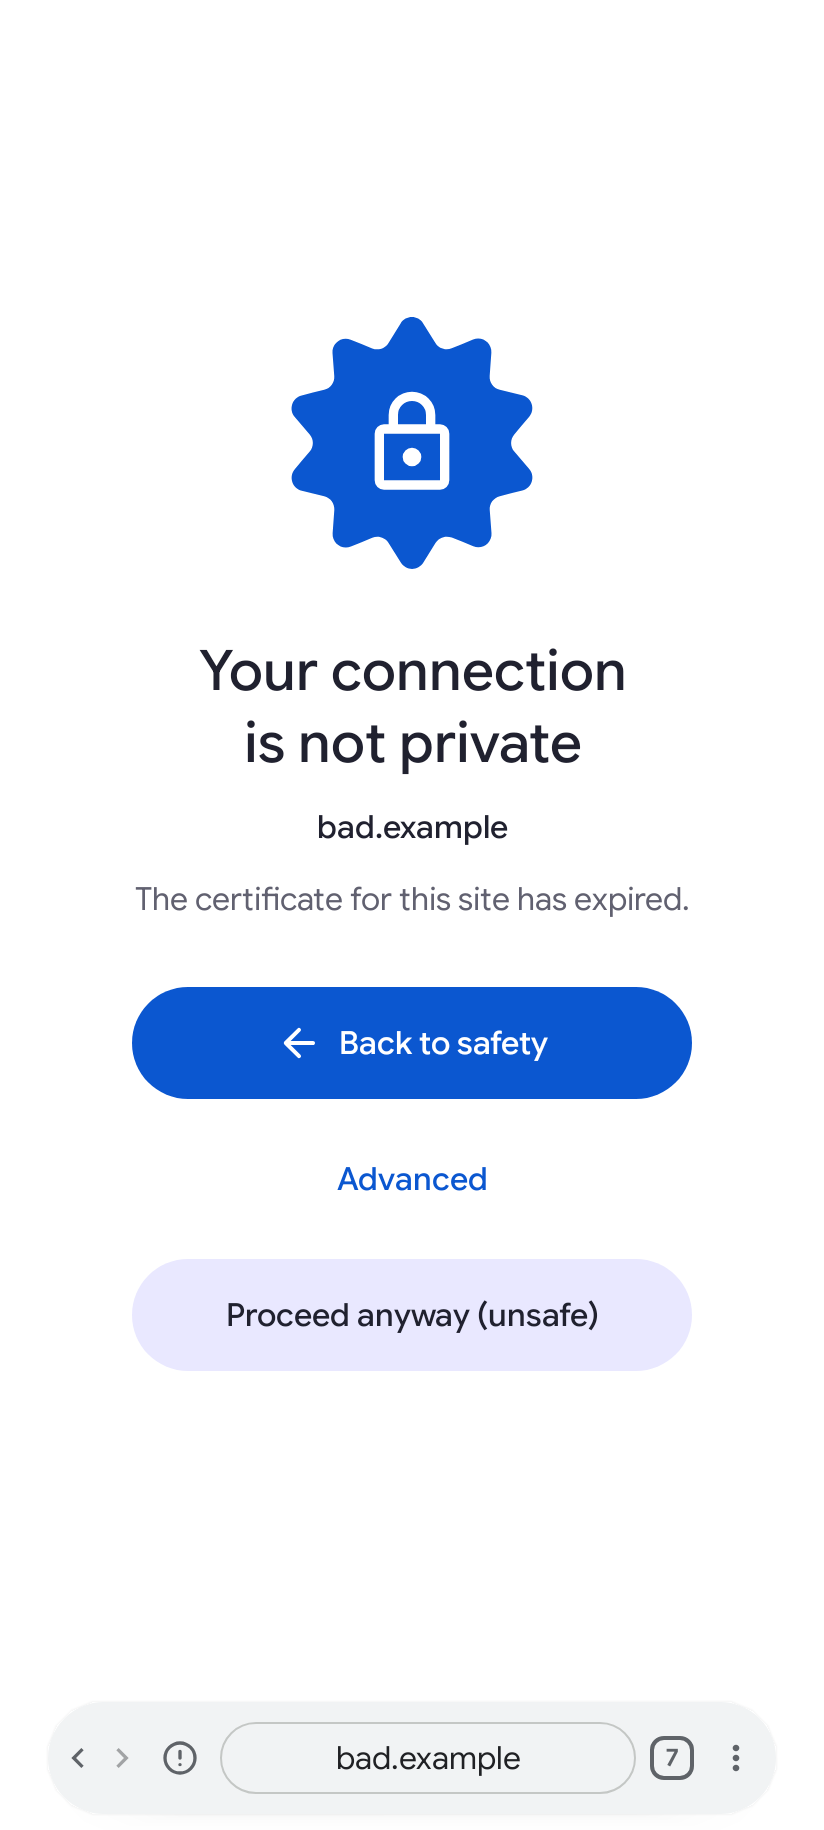 Your connection
is not private
bad.example
The certificate for this site has expired.
Back to safety
Advanced
Proceed anyway (unsafe)
bad.example
7